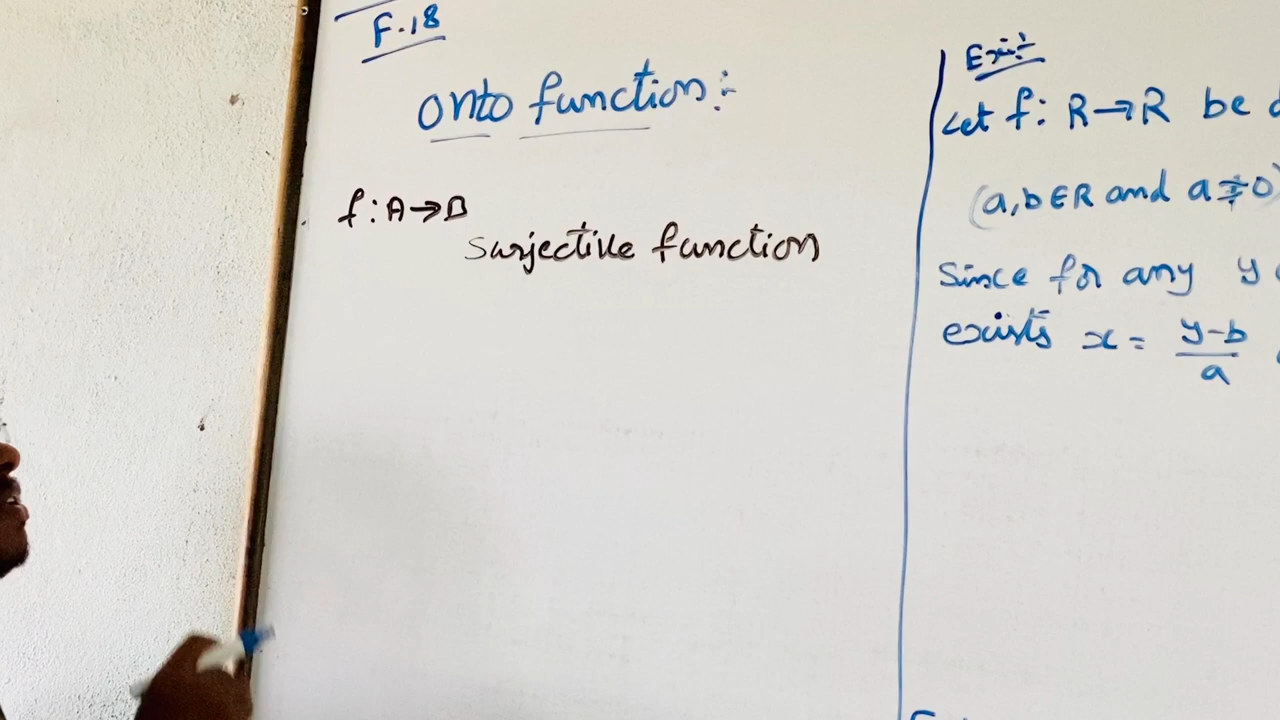 F.18
onto function:-
f: A→B
Surjective function
Ex:-
Let f: R→R be d
(a,b∈R and a≠0)
Since for any y
exists x = y-b/a